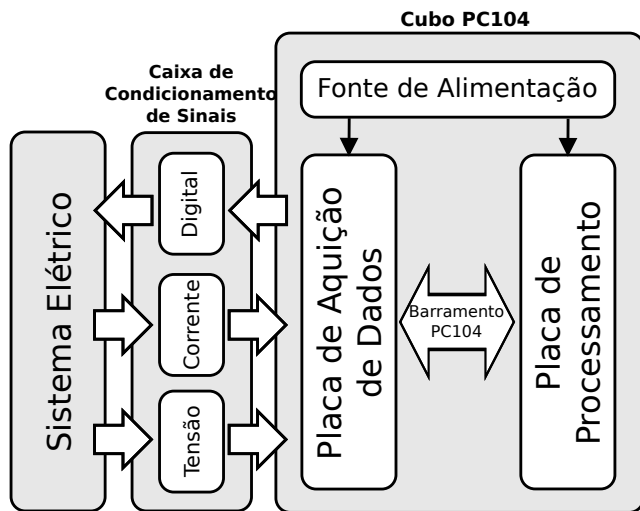 Cubo PC104
Caixa de
Condicionamento
de Sinais
Fonte de Alimentação
Sistema Elétrico
Digital
Corrente
Tensão
Placa de Aquição
de Dados
Barramento
PC104
Placa de
Processamento